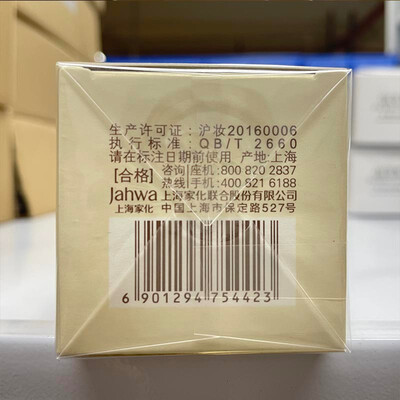 生产许可证：沪妆20160006
执行标准：QB/T 2660
请在标注日期前使用 产地:上海
[合格] 咨询|座机:800 820 2837
热线|手机:400 821 6188
Jahwa 上海家化联合股份有限公司
上海家化 中国上海市保定路527号
6 901294 754423